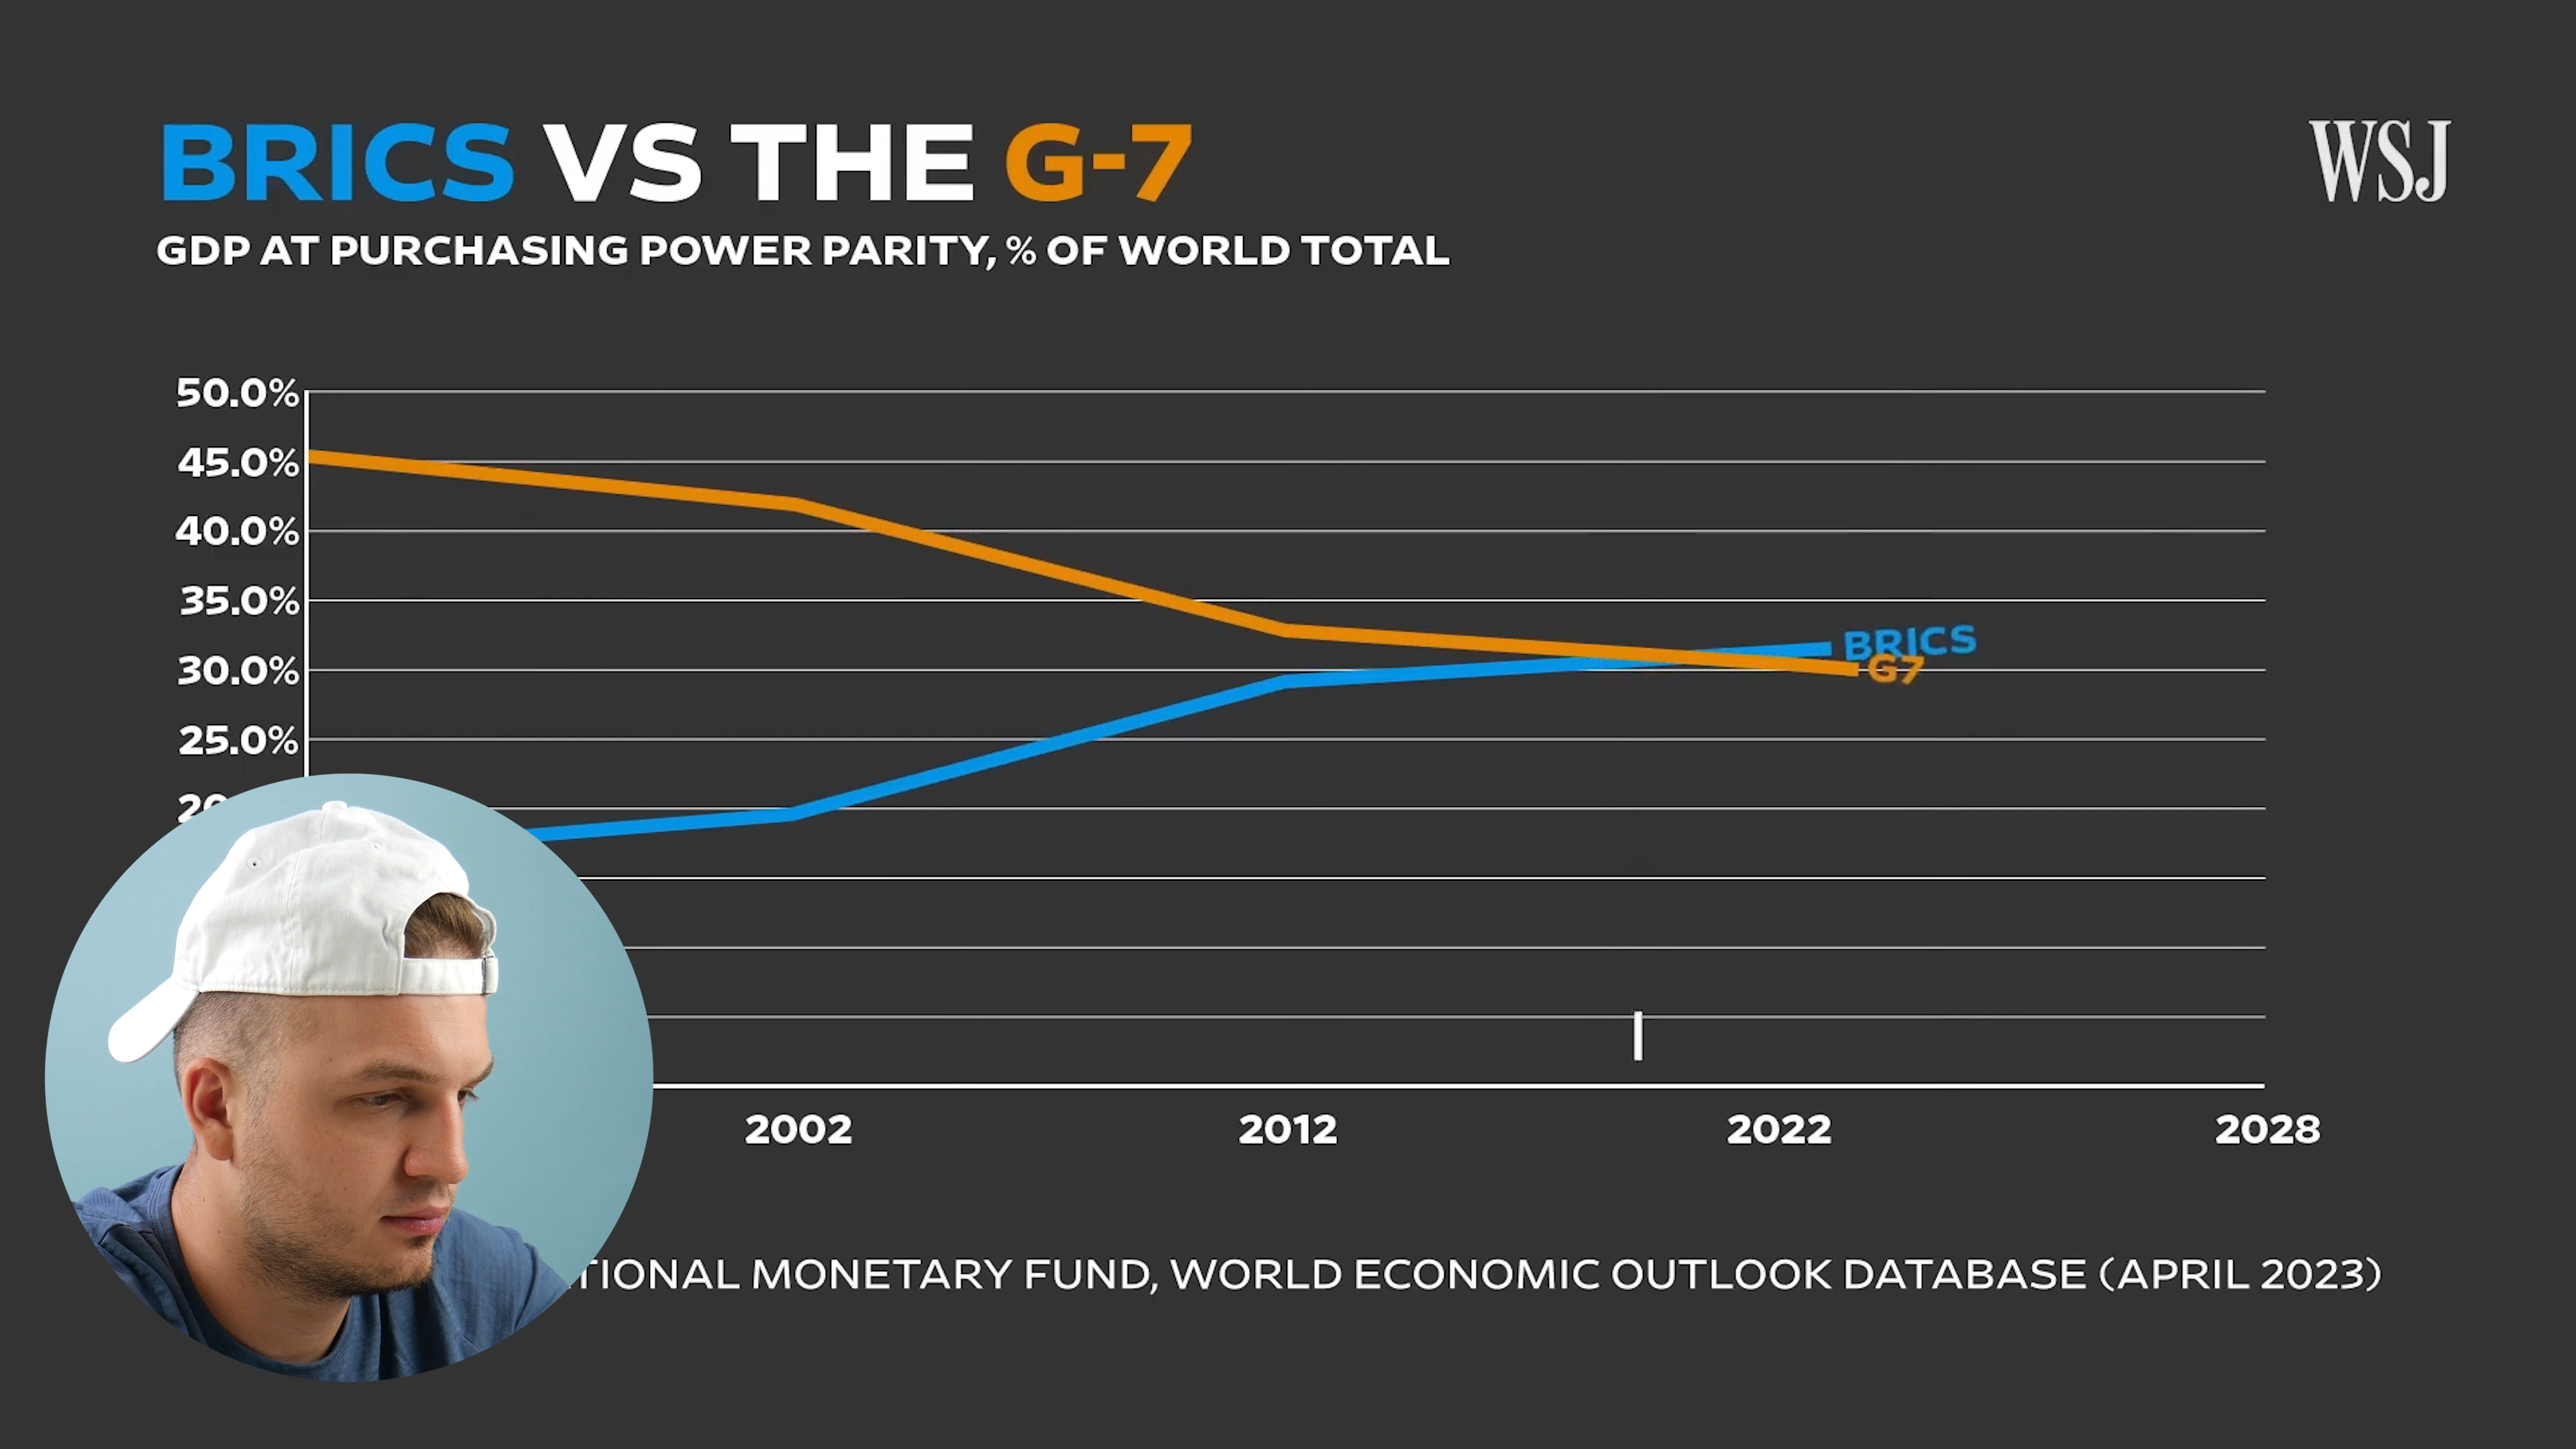 BRICS VS THE G-7
WSJ
GDP AT PURCHASING POWER PARITY, % OF WORLD TOTAL
50.0%
45.0%
40.0%
35.0%
30.0%
25.0%
BRICS
G7
2002 2012 2022 2028
MONETARY FUND, WORLD ECONOMIC OUTLOOK DATABASE (APRIL 2023)